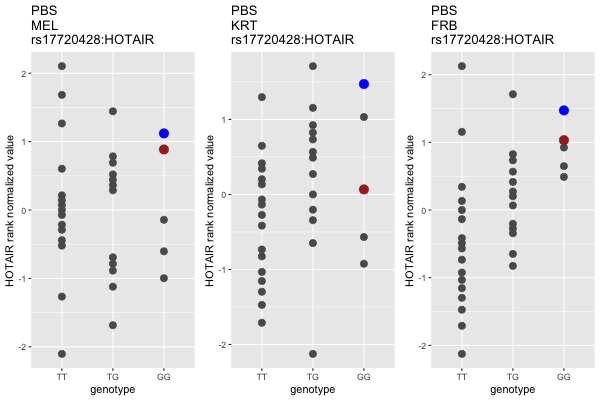 PBS
MEL
rs17720428:HOTAIR
HOTAIR rank normalized value
2
1
0
-1
-2
TT
TG
GG
genotype
PBS
KRT
rs17720428:HOTAIR
HOTAIR rank normalized value
1
0
-1
-2
TT
TG
GG
genotype
PBS
FRB
rs17720428:HOTAIR
HOTAIR rank normalized value
2
1
0
-1
-2
TT
TG
GG
genotype